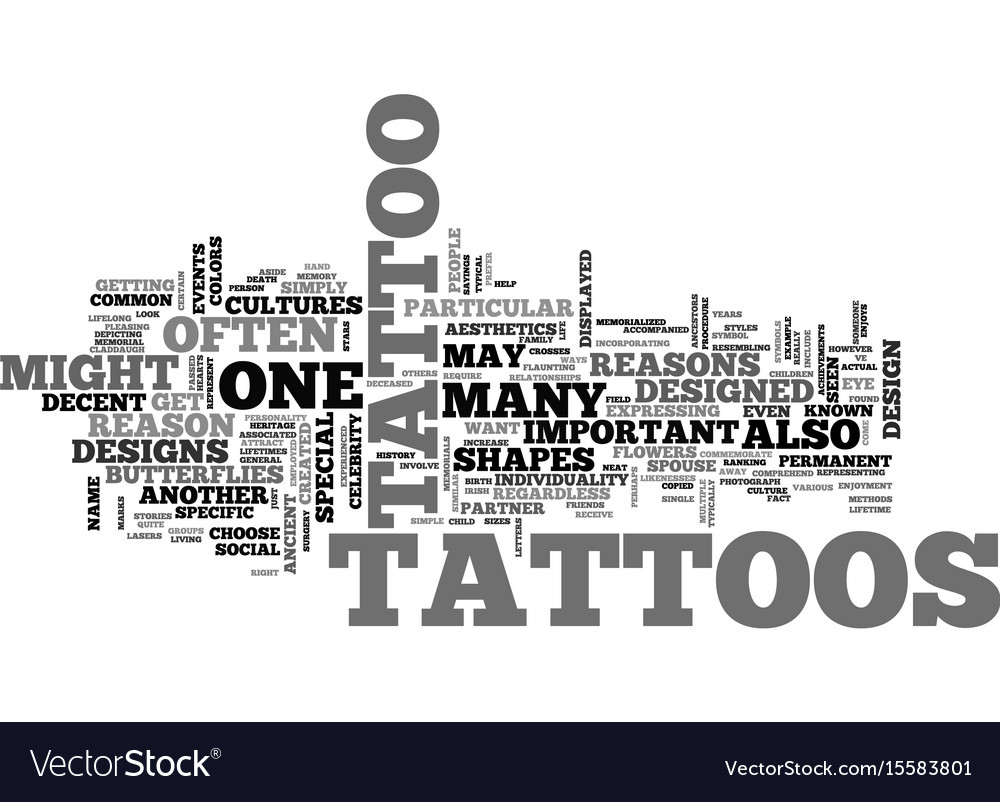 TATTOO
TATTOOS
ONE
MANY
MIGHT
OFTEN
ALSO
MAY
REASONS
DESIGNED
IMPORTANT
SHAPES
REASON
DESIGNS
DECENT
GET
GETTING
COMMON
CULTURES
SIMPLY
EVENTS
COLORS
PARTICULAR
AESTHETICS
PEOPLE
SAYINGS
TYPICAL
PREFER
HELP
DISPLAYED
FAMILY
LIFE
CROSSES
WAYS
FLAUNTING
OTHERS
REQUIRE
RELATIONSHIPS
DECEASED
MEMORIALIZED
ACCOMPANIED
INCORPORATING
ANCESTORS
PROCEDURE
YEARS
STYLES
SYMBOL
RESEMBLING
SYMBOLS
CHILDREN
EXAMPLE
REALLY
INCLUDE
ACHIEVEMENTS
SEEN
SOMEONE
ENJOYS
HOWEVER
VE
ACTUAL
EYE
FOUND
COME
DESIGN
KNOWN
EVEN
EXPRESSING
FIELD
WANT
FLOWERS
COMMEMORATE
SPOUSE
RANKING
PERMANENT
AWAY
COMPREHEND
REPRESENTING
LIKENESSES
PHOTOGRAPH
VARIOUS
ENJOYMENT
COPIED
CULTURE
SINGLE
FACT
METHODS
LIFETIME
MULTIPLE
TYPICALLY
PERHAPS
NEAT
INCREASE
HISTORY
INVOLVE
MEMORIALS
SIMILAR
BIRTH
IRISH
INDIVIDUALITY
REGARDLESS
PARTNER
FRIENDS
RECEIVE
SIMPLE
CHILD
SIZES
LETTERS
ASIDE
HAND
DEATH
MEMORY
PERSON
CERTAIN
STARS
LIFELONG
LOOK
PLEASING
DEPICTING
MEMORIAL
CLADDAUGH
PASSED
HEARTS
REPRESENT
PERSONALITY
HERITAGE
ASSOCIATED
ATTRACT
LIFETIMES
GENERAL
EMPLOYED
CREATED
SPECIAL
EXPERIENCED
CELEBRITY
BUTTERFLIES
ANOTHER
JUST
SPECIFIC
NAME
MARKS
STORIES
QUITE
LASERS
GROUPS
LIVING
CHOOSE
SOCIAL
ANCIENT
SURGERY
RIGHT
VectorStock®
VectorStock.com/15583801